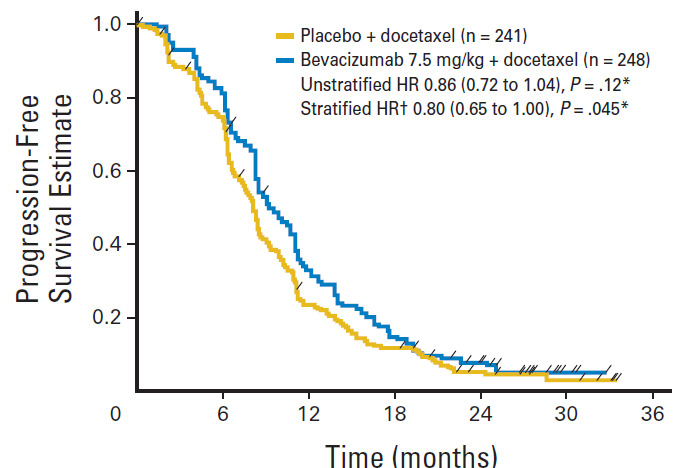 1.0
0.8
0.6
0.4
0.2
Progression-Free
Survival Estimate
Placebo + docetaxel (n = 241)
Bevacizumab 7.5 mg/kg + docetaxel (n = 248)
Unstratified HR 0.86 (0.72 to 1.04), P = .12*
Stratified HR† 0.80 (0.65 to 1.00), P = .045*
0 6 12 18 24 30 36
Time (months)